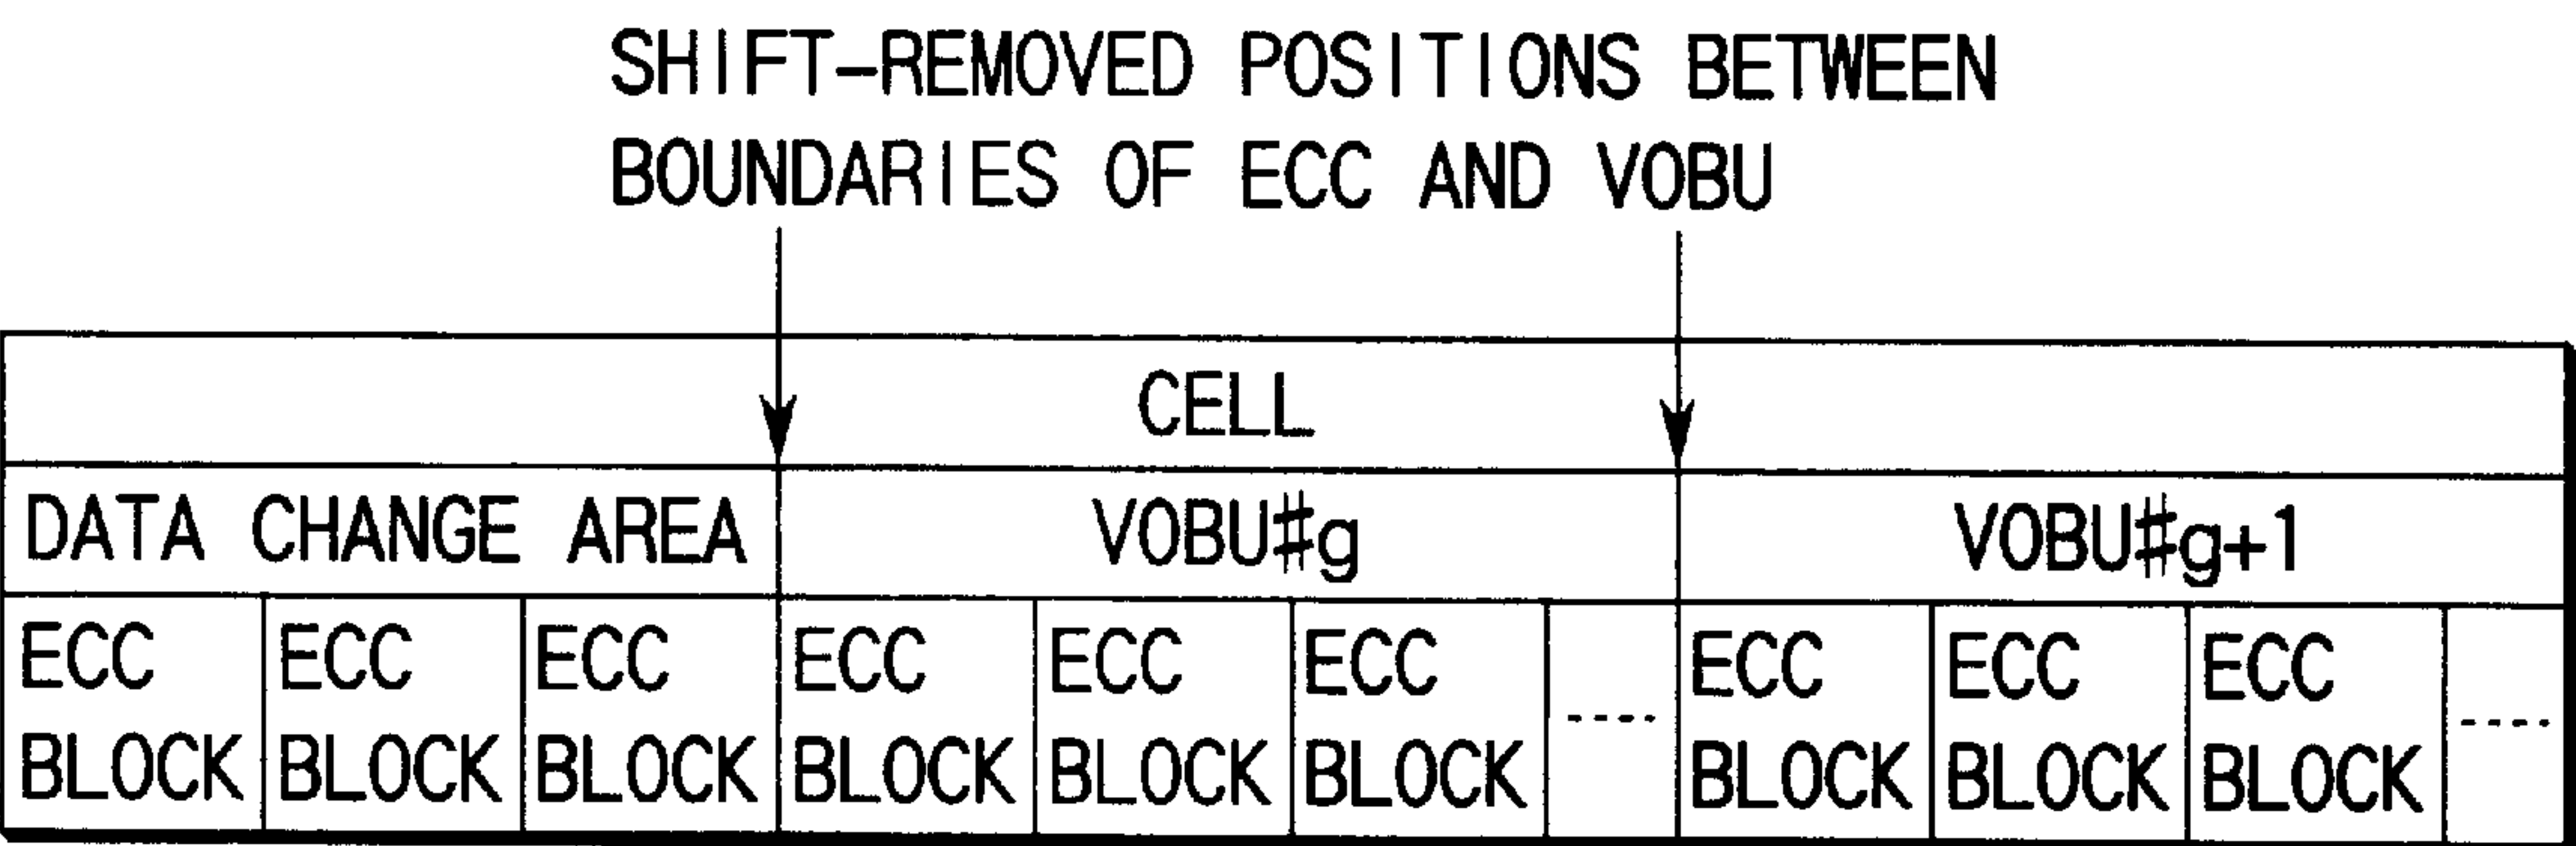 SHIFT-REMOVED POSITIONS BETWEEN
BOUNDARIES OF ECC AND VOBU
CELL
DATA CHANGE AREA VOBU#g VOBU#g+1
ECC ECC ECC ECC ECC ECC ECC ECC ECC
BLOCK BLOCK BLOCK BLOCK BLOCK BLOCK ---- BLOCK BLOCK BLOCK ----